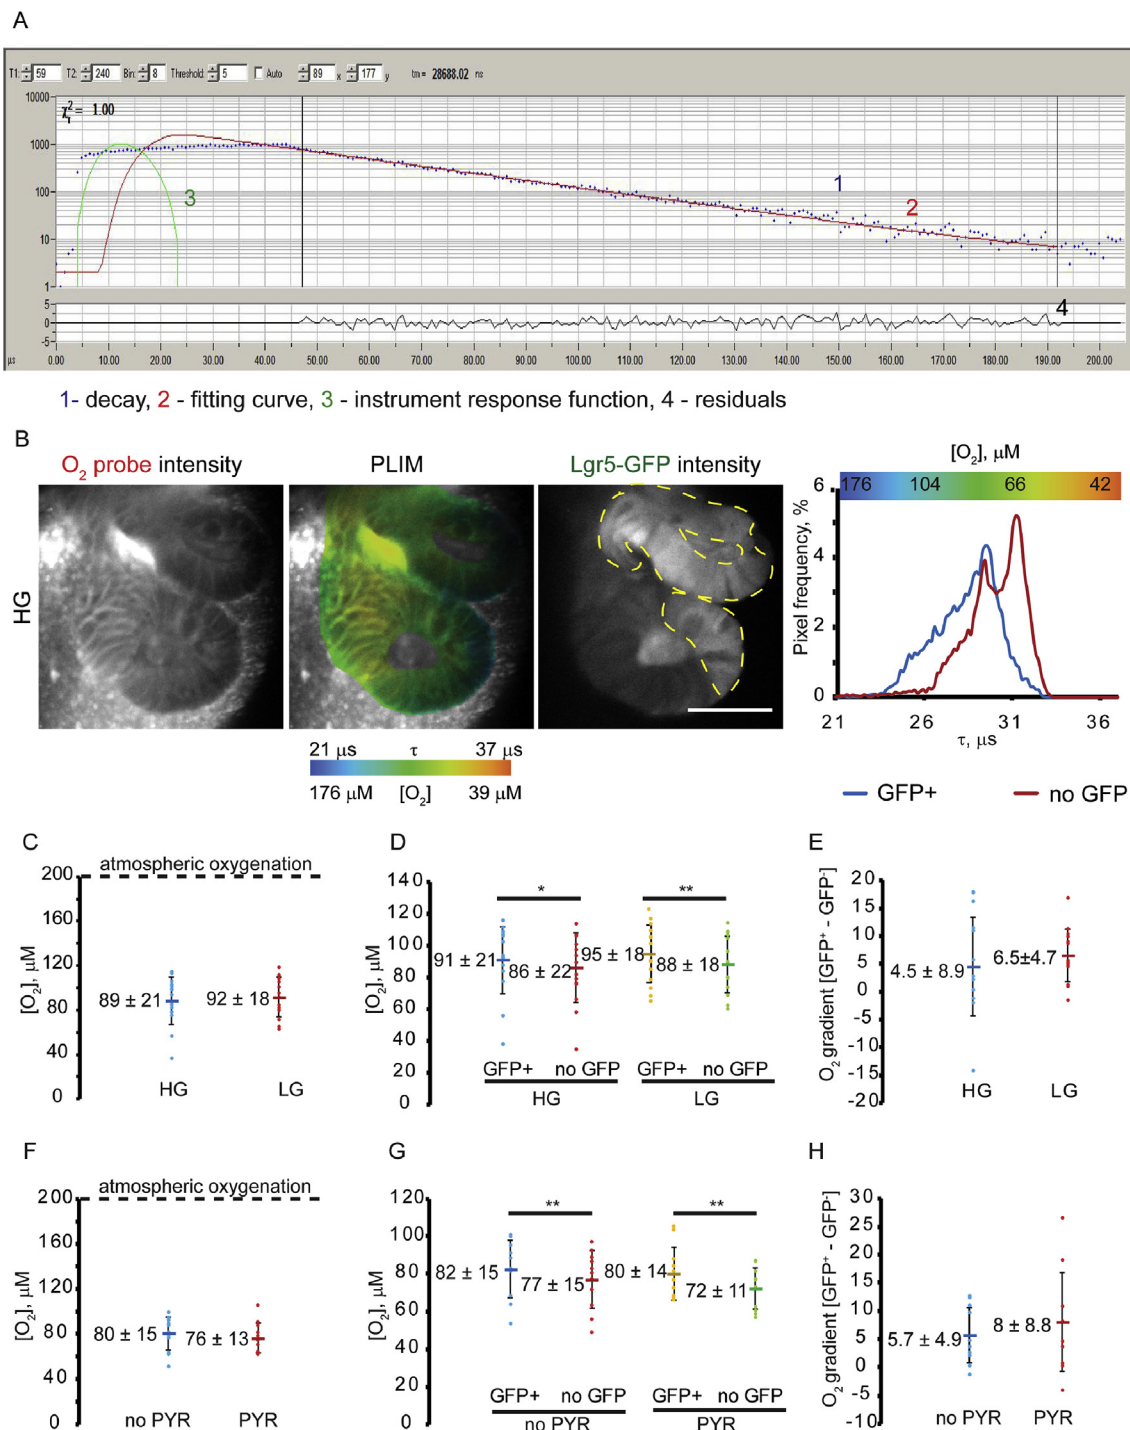 A
T1: 59 T2: 240 Bin: 8 Threshold: 5 Auto 89 x 177 y tm = 28688.02 ns
χ²r = 1.00
10000
1000
100
10
1
3
1
2
5
0
-5
4
µs 0.00 10.00 20.00 30.00 40.00 50.00 60.00 70.00 80.00 90.00 100.00 110.00 120.00 130.00 140.00 150.00 160.00 170.00 180.00 190.00 200.00
1- decay, 2 - fitting curve, 3 - instrument response function, 4 - residuals
B
O2 probe intensity PLIM Lgr5-GFP intensity
HG
21 µs τ 37 µs
176 µM [O2] 39 µM
[O2], µM
176 104 66 42
Pixel frequency, %
6
4
2
0
21 26 31 36
τ, µs
GFP+ no GFP
C
atmospheric oxygenation
[O2], µM
200
160
120
80
40
0
89 ± 21 92 ± 18
HG LG
D
[O2], µM
140
120
100
80
60
40
20
0
* **
91 ± 21 86 ± 22 95 ± 18 88 ± 18
GFP+ no GFP GFP+ no GFP
HG LG
E
O2 gradient [GFP+ - GFP-]
20
15
10
5
0
-5
-10
-15
-20
4.5 ± 8.9 6.5±4.7
HG LG
F
atmospheric oxygenation
[O2], µM
200
160
120
80
40
0
80 ± 15 76 ± 13
no PYR PYR
G
[O2], µM
120
100
80
60
40
20
0
** **
82 ± 15 77 ± 15 80 ± 14 72 ± 11
GFP+ no GFP GFP+ no GFP
no PYR PYR
H
O2 gradient [GFP+ - GFP-]
30
25
20
15
10
5
0
-5
-10
5.7 ± 4.9 8 ± 8.8
no PYR PYR